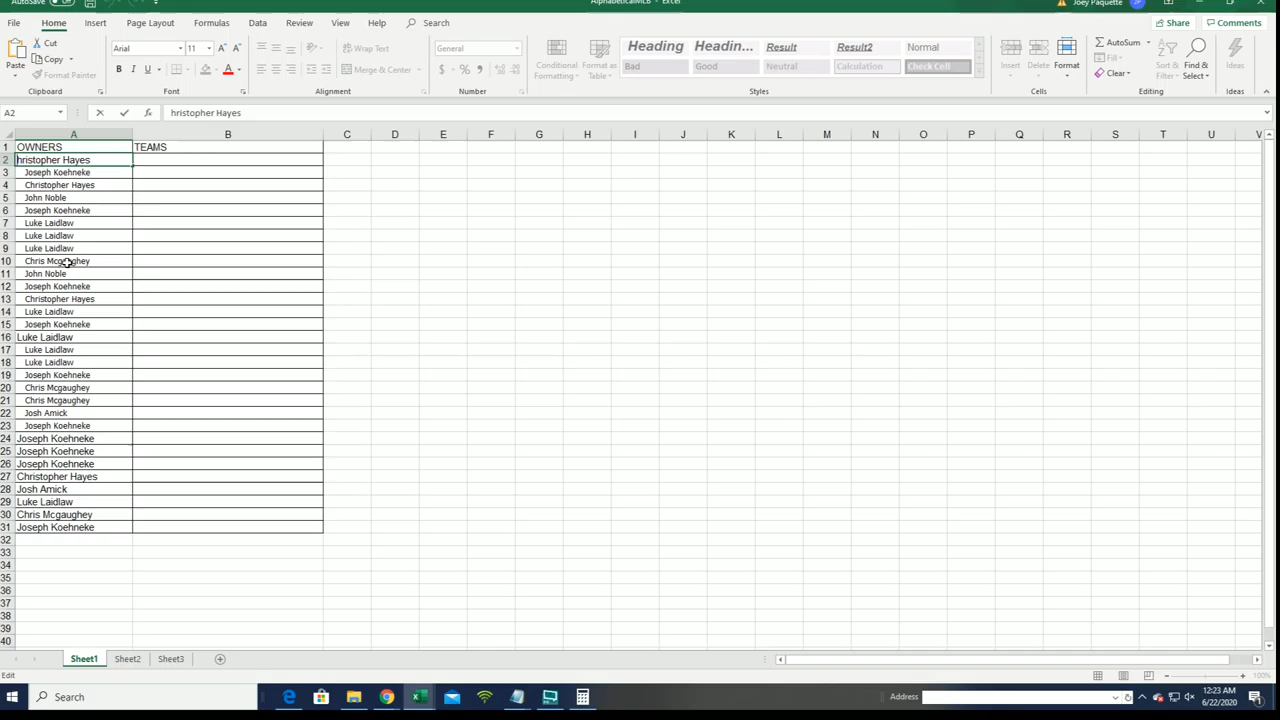 AutoSave
AlphabeticalMLB - Excel
Joey Paquette
JP
File Home Insert Page Layout Formulas Data Review View Help Search
Share Comments
Paste
Cut
Copy
Format Painter
Clipboard
Arial 11
B I U A
Font
Wrap Text
Merge & Center
Alignment
General
$ % ,
Number
Conditional Formatting
Format as Table
Heading Headin... Result Result2 Normal
Bad Good Neutral Calculation Check Cell
Styles
Insert Delete Format
Cells
AutoSum
Fill
Clear
Sort & Filter
Find & Select
Editing
Ideas
Ideas
A2 fx hristopher Hayes
A B C D E F G H I J K L M N O P Q R S T U V
1 OWNERS TEAMS
2 hristopher Hayes
3 Joseph Koehneke
4 Christopher Hayes
5 John Noble
6 Joseph Koehneke
7 Luke Laidlaw
8 Luke Laidlaw
9 Luke Laidlaw
10 Chris Mcgaughey
11 John Noble
12 Joseph Koehneke
13 Christopher Hayes
14 Luke Laidlaw
15 Joseph Koehneke
16 Luke Laidlaw
17 Luke Laidlaw
18 Luke Laidlaw
19 Joseph Koehneke
20 Chris Mcgaughey
21 Chris Mcgaughey
22 Josh Amick
23 Joseph Koehneke
24 Joseph Koehneke
25 Joseph Koehneke
26 Joseph Koehneke
27 Christopher Hayes
28 Josh Amick
29 Luke Laidlaw
30 Chris Mcgaughey
31 Joseph Koehneke
32
33
34
35
36
37
38
39
40
Sheet1 Sheet2 Sheet3
Edit
100%
Search
Address
12:23 AM
6/22/2020